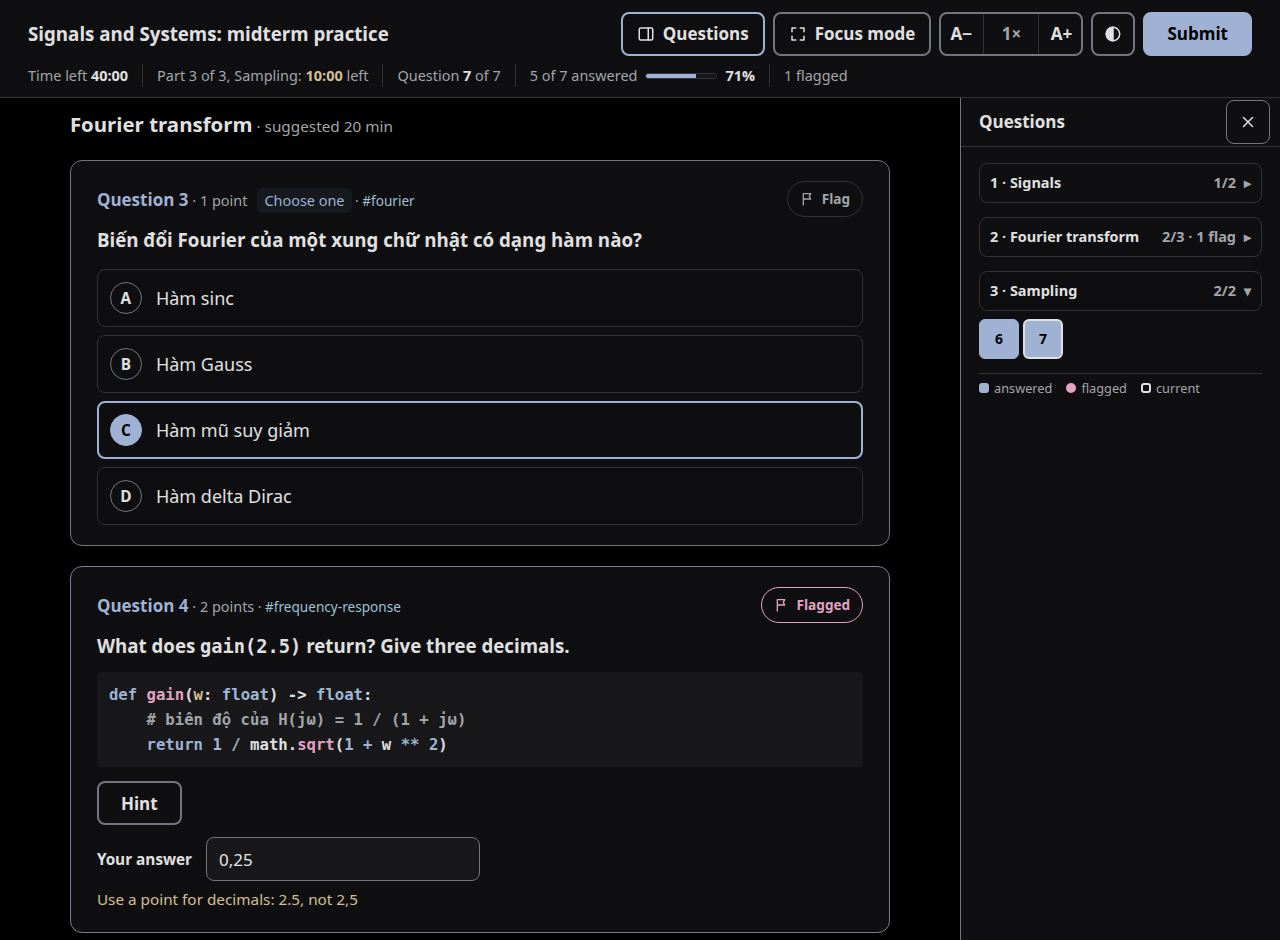 Signals and Systems: midterm practice
Questions
Focus mode
A− 1× A+
Submit
Time left 40:00
Part 3 of 3, Sampling: 10:00 left
Question 7 of 7
5 of 7 answered 71%
1 flagged
Fourier transform · suggested 20 min
Question 3 · 1 point Choose one · #fourier
Flag
Biến đổi Fourier của một xung chữ nhật có dạng hàm nào?
A Hàm sinc
B Hàm Gauss
C Hàm mũ suy giảm
D Hàm delta Dirac
Question 4 · 2 points · #frequency-response
Flagged
What does gain(2.5) return? Give three decimals.
def gain(w: float) -> float:
    # biên độ của H(jω) = 1 / (1 + jω)
    return 1 / math.sqrt(1 + w ** 2)
Hint
Your answer 0,25
Use a point for decimals: 2.5, not 2,5
Questions
1 · Signals 1/2 ▸
2 · Fourier transform 2/3 · 1 flag ▸
3 · Sampling 2/2 ▾
6 7
answered flagged current